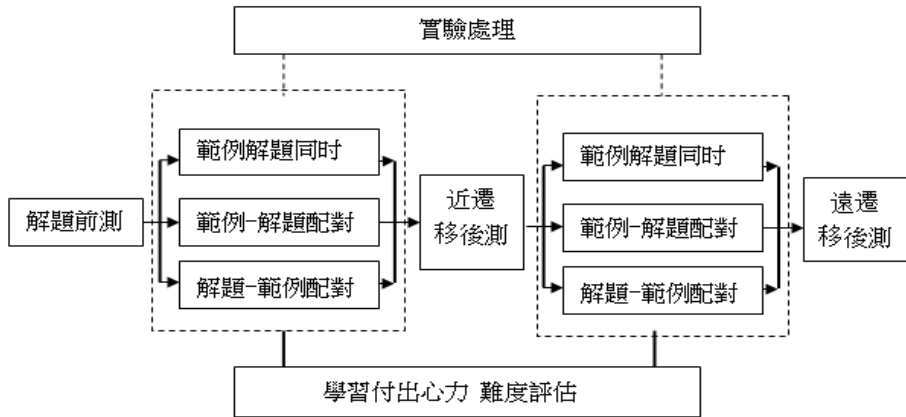 實驗處理
範例解題同时
範例-解題配對
解題-範例配對
解題前測
近遷
移後測
範例解題同时
範例-解題配對
解題-範例配對
遠遷
移後測
學習付出心力 難度評估